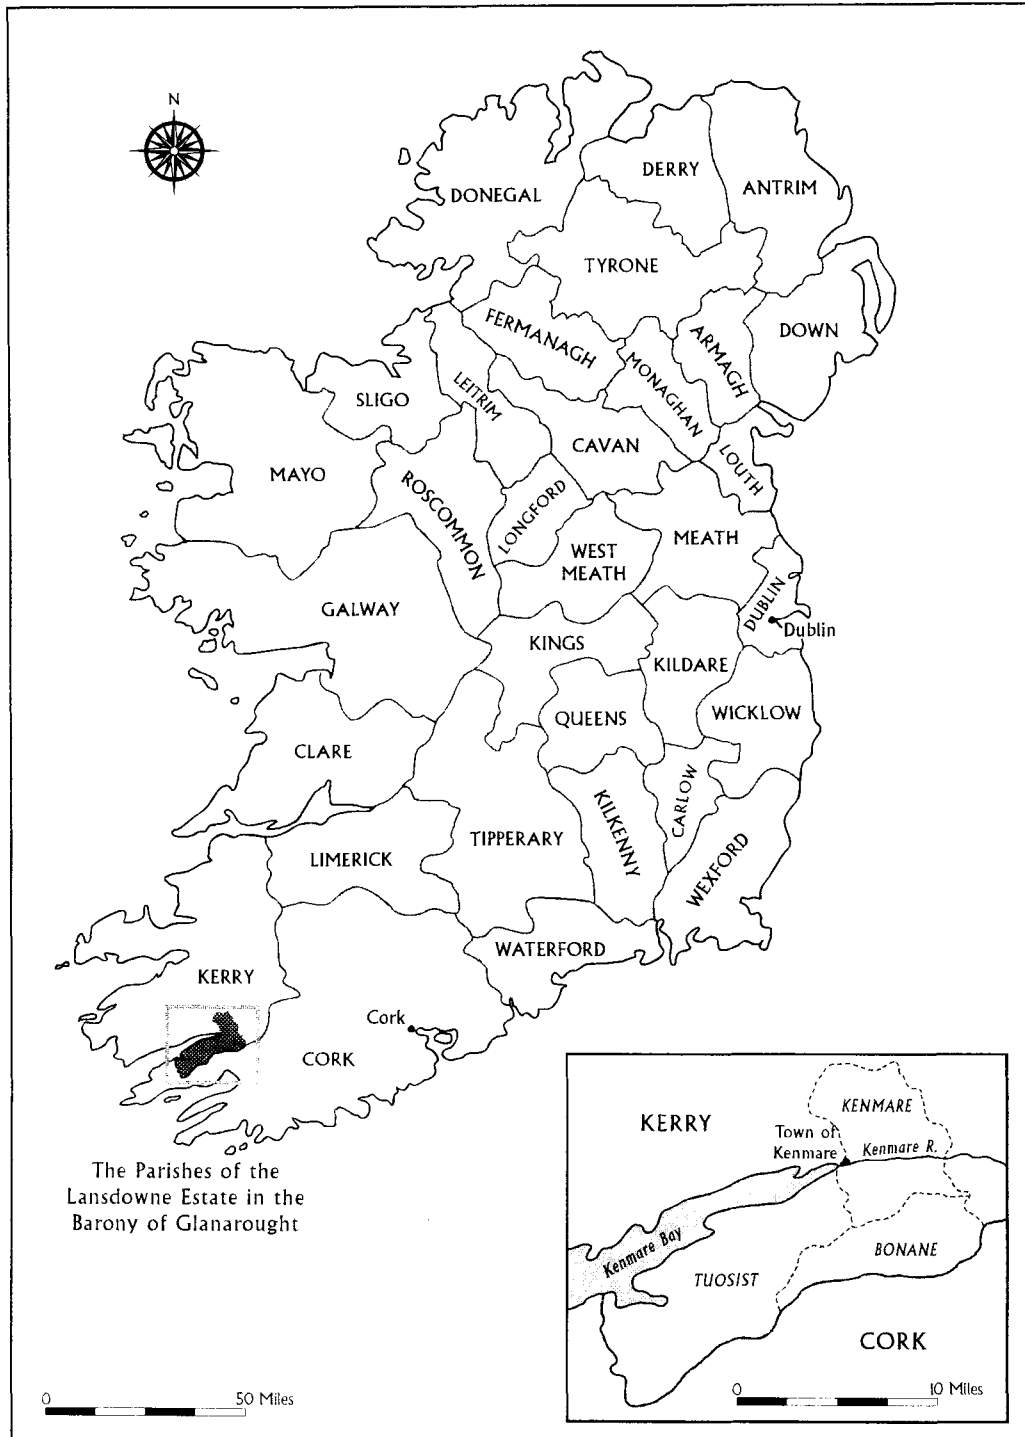 N
DONEGAL
DERRY
ANTRIM
TYRONE
FERMANAGH
ARMAGH
DOWN
MONAGHAN
LEITRIM
SLIGO
CAVAN
LOUTH
MAYO
ROSCOMMON
LONGFORD
MEATH
WEST
MEATH
DUBLIN
Dublin
GALWAY
KINGS
KILDARE
QUEENS
WICKLOW
CLARE
CARLOW
KILKENNY
TIPPERARY
LIMERICK
WEXFORD
WATERFORD
KERRY
Cork
CORK
The Parishes of the
Lansdowne Estate in the
Barony of Glanarought
0 50 Miles
KERRY
KENMARE
Town of
Kenmare
Kenmare R.
Kenmare Bay
TUOSIST
BONANE
CORK
0 10 Miles